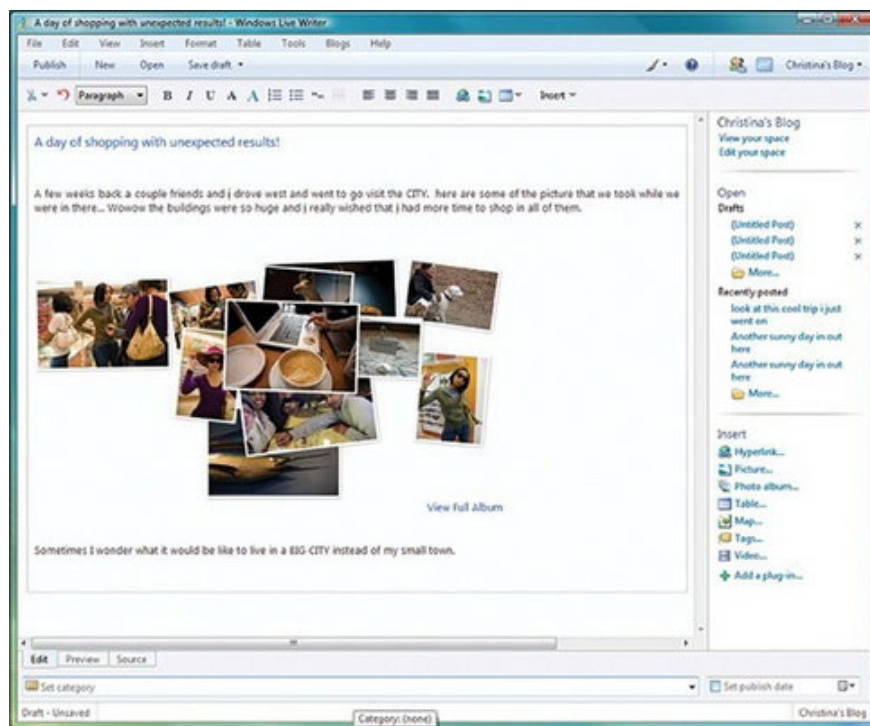 A day of shopping with unexpected results! - Windows Live Writer
File Edit View Insert Format Table Tools Blogs Help
Publish New Open Save draft Christina's Blog
Paragraph B I U A A Insert
A day of shopping with unexpected results!
A few weeks back a couple friends and j drove west and went to go visit the CITY. here are some of the picture that we took while we
were in there... Wowow the buildings were so huge and j really wished that j had more time to shop in all of them.
View Full Album
Sometimes I wonder what it would be like to live in a BIG CITY instead of my small town.
Christina's Blog
View your space
Edit your space
Open
Drafts
(Untitled Post)
(Untitled Post)
(Untitled Post)
More...
Recently posted
look at this cool trip i just
went on
Another sunny day in out
here
Another sunny day in out
here
More...
Insert
Hyperlink...
Picture...
Photo album...
Table...
Map...
Tags...
Video...
Add a plug-in...
Edit Preview Source
Set category Set publish date
Draft - Unsaved Category: (none) Christina's Blog